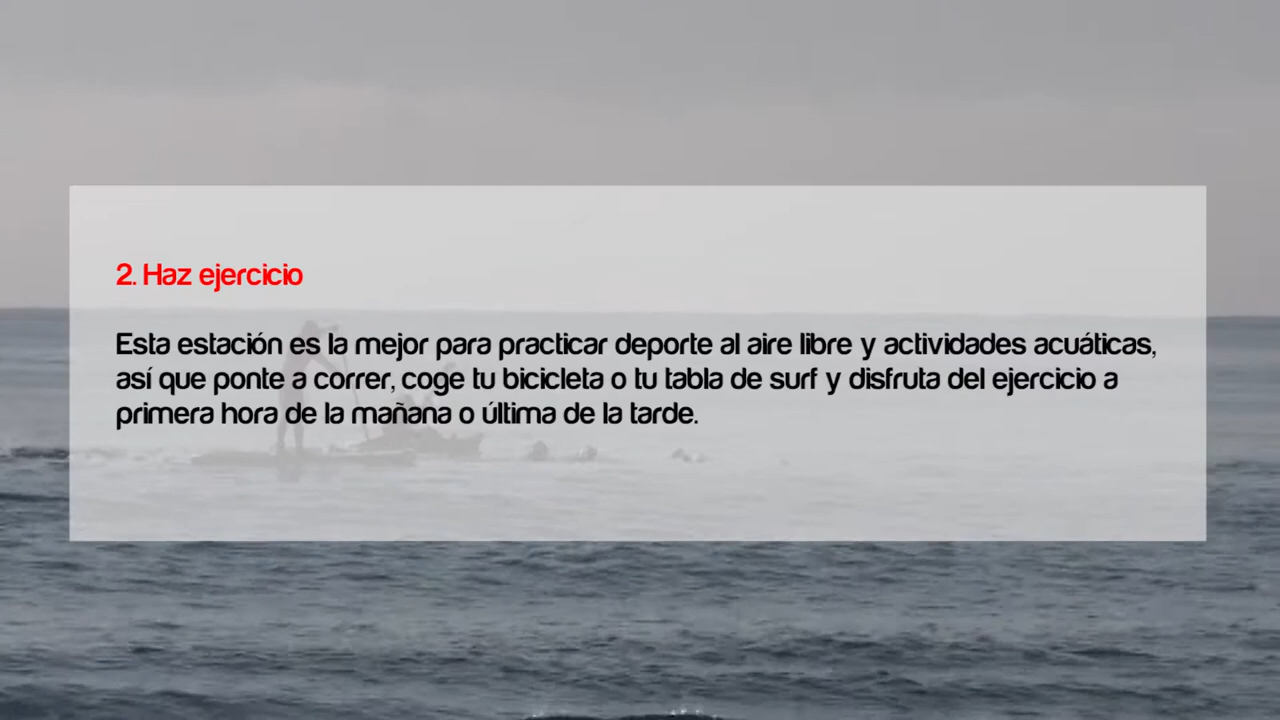 2. Haz ejercicio
Esta estación es la mejor para practicar deporte al aire libre y actividades acuáticas,
así que ponte a correr, coge tu bicicleta o tu tabla de surf y disfruta del ejercicio a
primera hora de la mañana o última de la tarde.